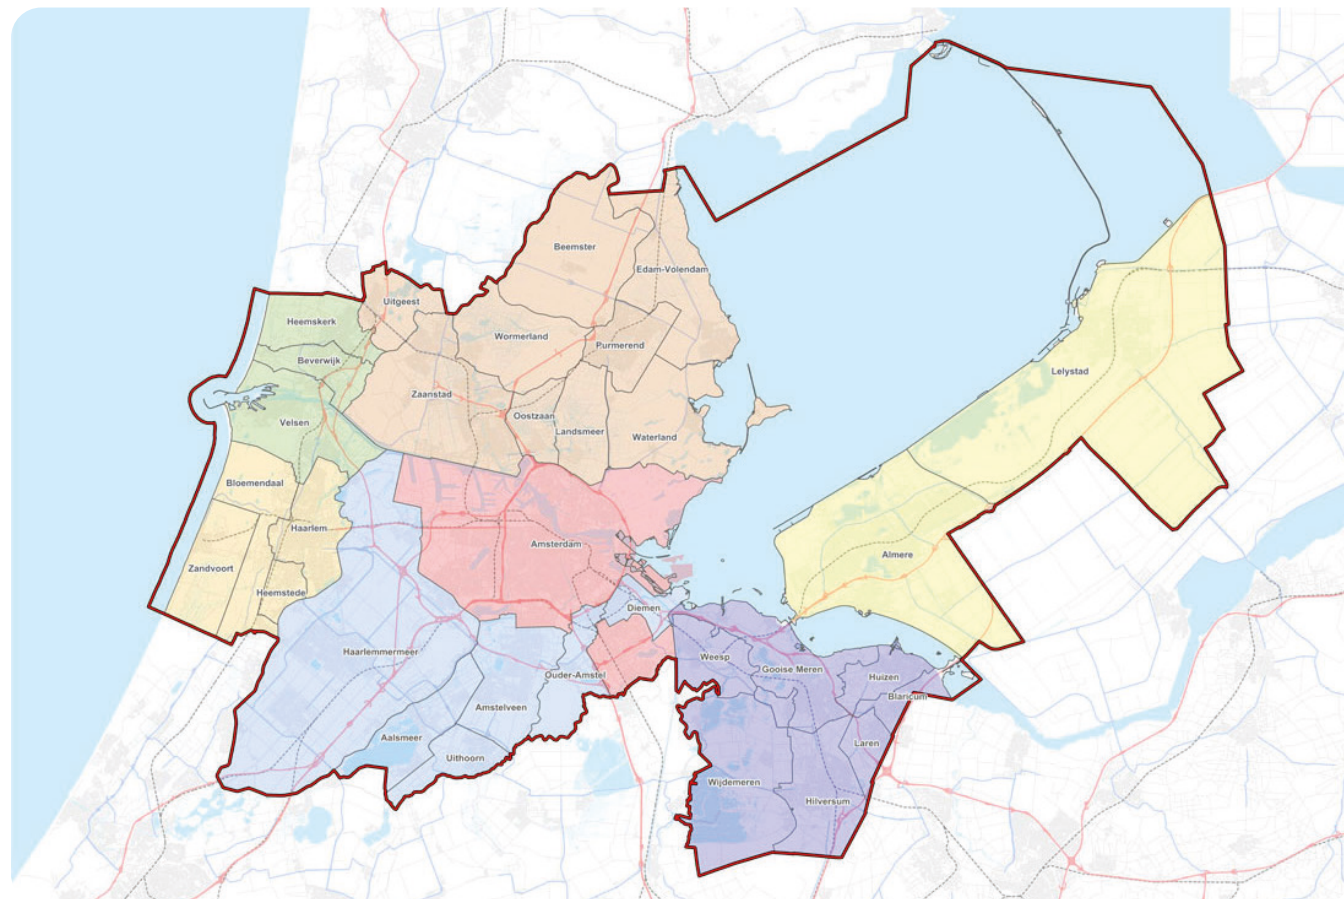 Beemster
Edam-Volendam
Uitgeest
Heemskerk
Wormerland
Purmerend
Beverwijk
Lelystad
Zaanstad
Oostzaan
Velsen
Landsmeer
Waterland
Bloemendaal
Haarlem
Amsterdam
Almere
Zandvoort
Heemstede
Diemen
Haarlemmermeer
Weesp
Gooise Meren
Ouder-Amstel
Huizen
Blaricum
Amstelveen
Aalsmeer
Laren
Uithoorn
Wijdemeren
Hilversum